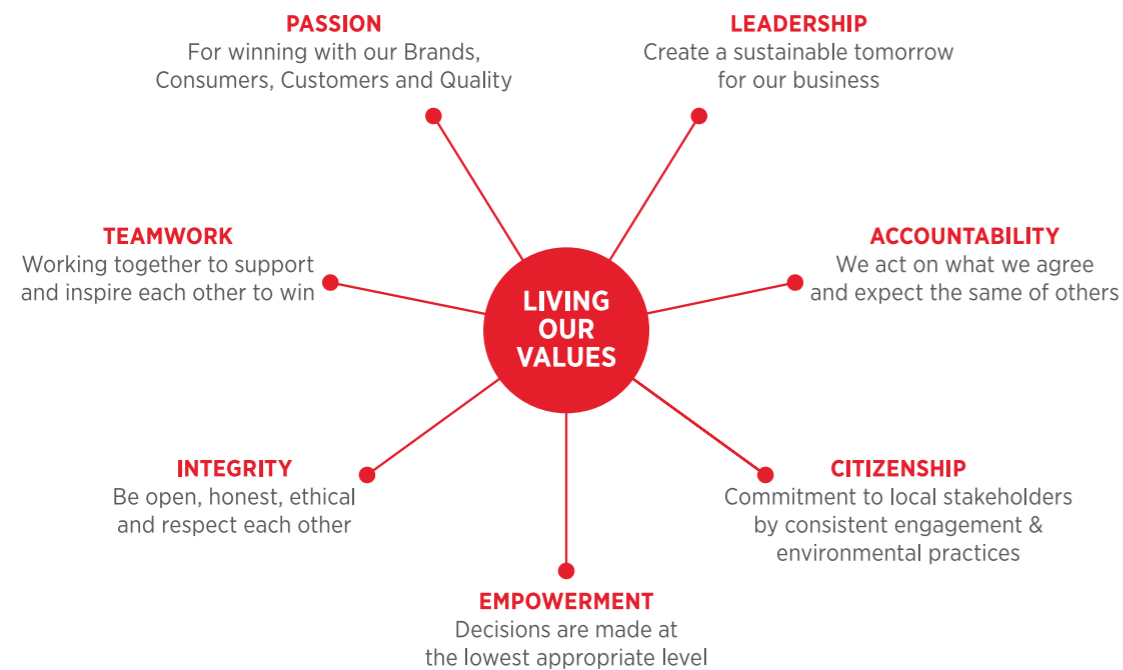 PASSION
For winning with our Brands,
Consumers, Customers and Quality
LEADERSHIP
Create a sustainable tomorrow
for our business
TEAMWORK
Working together to support
and inspire each other to win
ACCOUNTABILITY
We act on what we agree
and expect the same of others
LIVING
OUR
VALUES
INTEGRITY
Be open, honest, ethical
and respect each other
CITIZENSHIP
Commitment to local stakeholders
by consistent engagement &
environmental practices
EMPOWERMENT
Decisions are made at
the lowest appropriate level